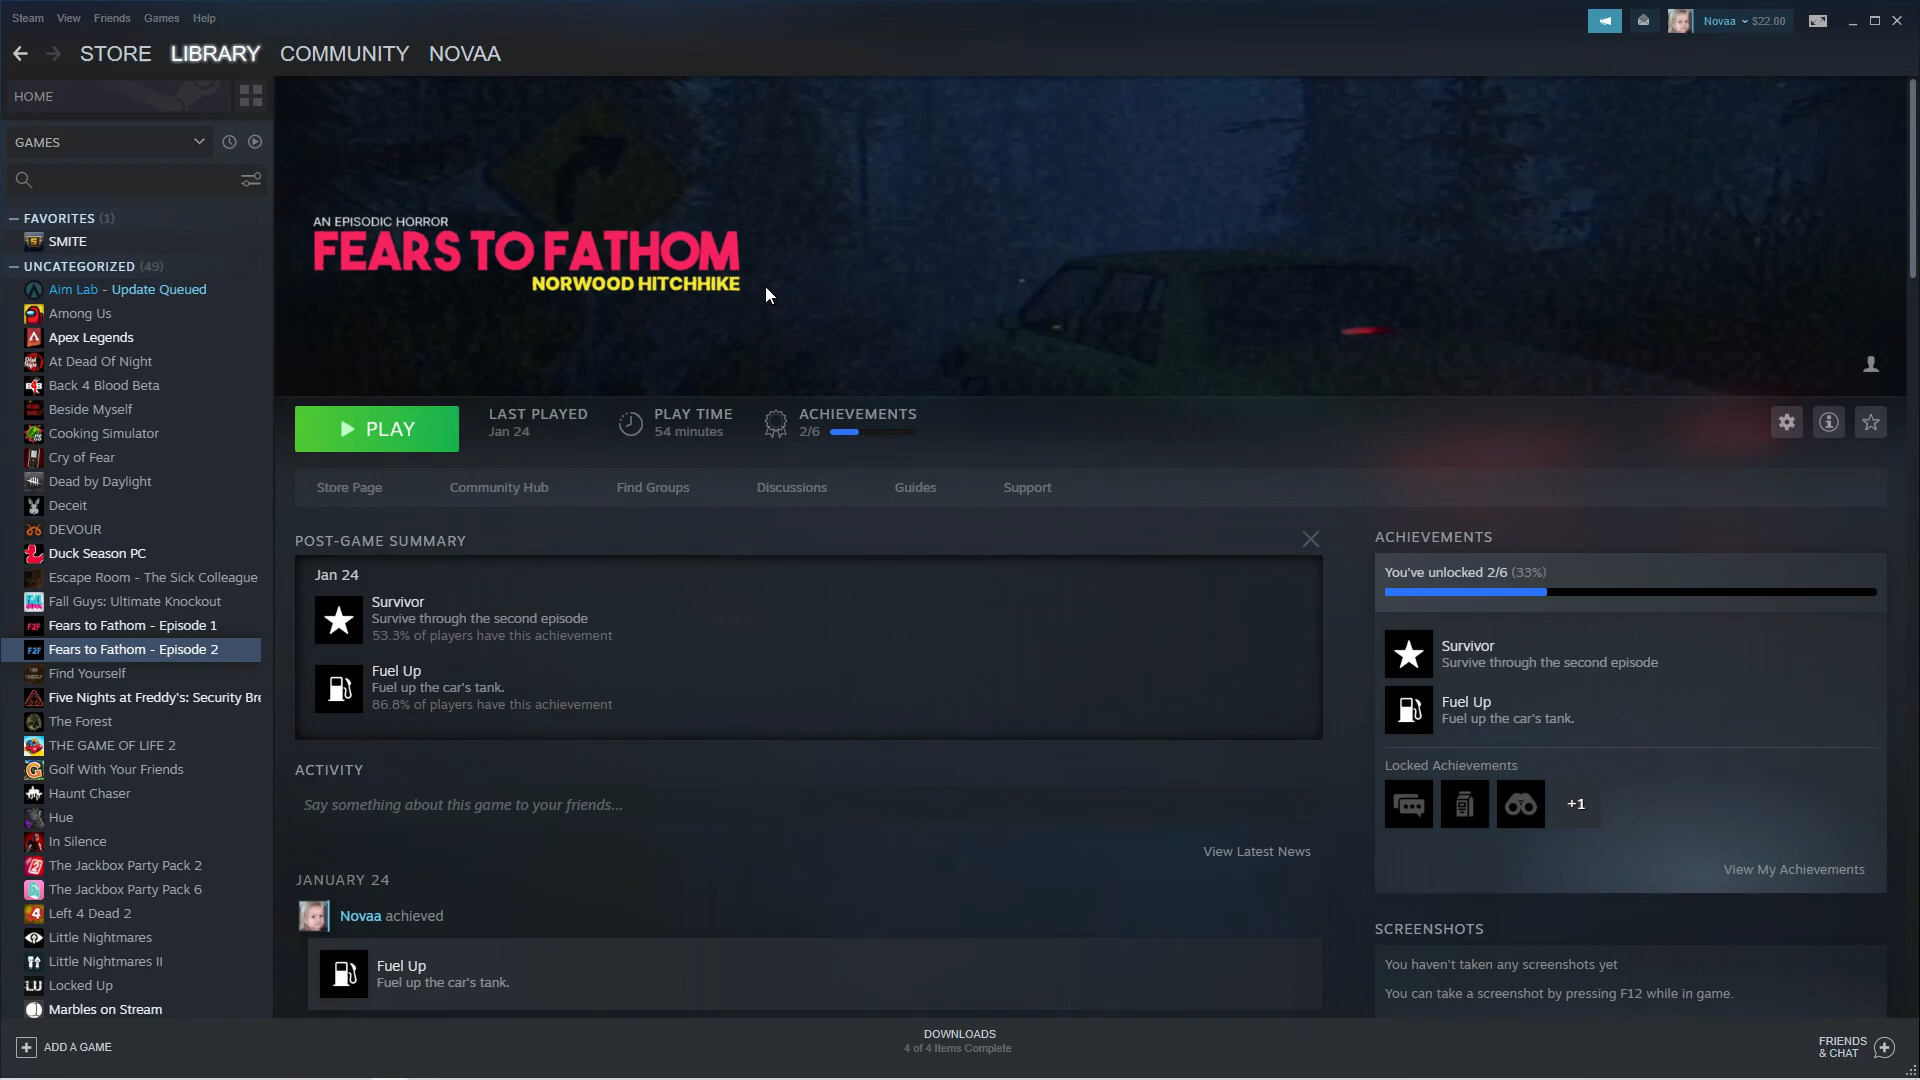 Steam View Friends Games Help
Novaa $22.00
STORE LIBRARY COMMUNITY NOVAA
HOME
GAMES
— FAVORITES (1)
SMITE
— UNCATEGORIZED (49)
Aim Lab - Update Queued
Among Us
Apex Legends
At Dead Of Night
Back 4 Blood Beta
Beside Myself
Cooking Simulator
Cry of Fear
Dead by Daylight
Deceit
DEVOUR
Duck Season PC
Escape Room - The Sick Colleague
Fall Guys: Ultimate Knockout
Fears to Fathom - Episode 1
Fears to Fathom - Episode 2
Find Yourself
Five Nights at Freddy's: Security Bre
The Forest
THE GAME OF LIFE 2
Golf With Your Friends
Haunt Chaser
Hue
In Silence
The Jackbox Party Pack 2
The Jackbox Party Pack 6
Left 4 Dead 2
Little Nightmares
Little Nightmares II
Locked Up
Marbles on Stream
ADD A GAME
AN EPISODIC HORROR
FEARS TO FATHOM
NORWOOD HITCHHIKE
PLAY
LAST PLAYED
Jan 24
PLAY TIME
54 minutes
ACHIEVEMENTS
2/6
Store Page Community Hub Find Groups Discussions Guides Support
POST-GAME SUMMARY
Jan 24
Survivor
Survive through the second episode
53.3% of players have this achievement
Fuel Up
Fuel up the car's tank.
86.8% of players have this achievement
ACTIVITY
Say something about this game to your friends...
View Latest News
JANUARY 24
Novaa achieved
Fuel Up
Fuel up the car's tank.
ACHIEVEMENTS
You've unlocked 2/6 (33%)
Survivor
Survive through the second episode
Fuel Up
Fuel up the car's tank.
Locked Achievements
+1
View My Achievements
SCREENSHOTS
You haven't taken any screenshots yet
You can take a screenshot by pressing F12 while in game.
DOWNLOADS
4 of 4 Items Complete
FRIENDS
& CHAT